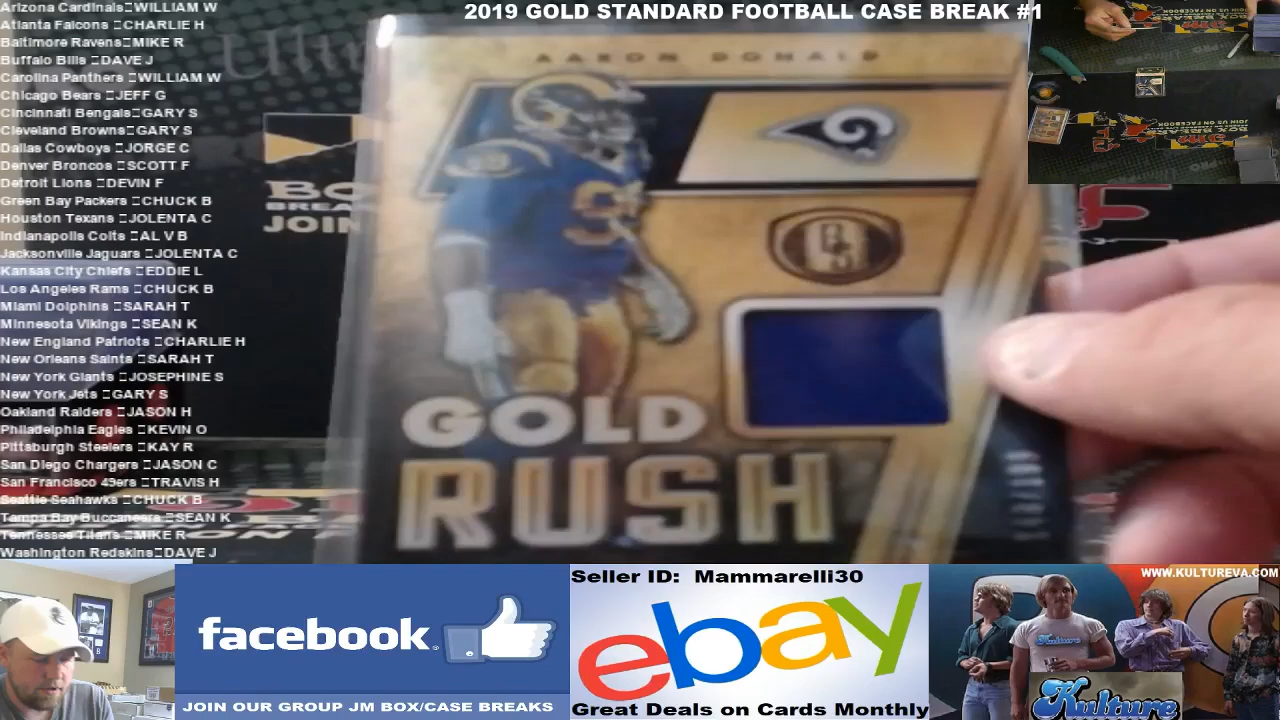 2019 GOLD STANDARD FOOTBALL CASE BREAK #1
Arizona Cardinals WILLIAM W
Atlanta Falcons CHARLIE H
Baltimore Ravens MIKE R
Buffalo Bills DAVE J
Carolina Panthers WILLIAM W
Chicago Bears JEFF G
Cincinnati Bengals GARY S
Cleveland Browns GARY S
Dallas Cowboys JORGE C
Denver Broncos SCOTT F
Detroit Lions DEVIN F
Green Bay Packers CHUCK B
Houston Texans JOLENTA C
Indianapolis Colts AL V B
Jacksonville Jaguars JOLENTA C
Kansas City Chiefs EDDIE L
Los Angeles Rams CHUCK B
Miami Dolphins SARAH T
Minnesota Vikings SEAN K
New England Patriots CHARLIE H
New Orleans Saints SARAH T
New York Giants JOSEPHINE S
New York Jets GARY S
Oakland Raiders JASON H
Philadelphia Eagles KEVIN O
Pittsburgh Steelers KAY R
San Diego Chargers JASON C
San Francisco 49ers TRAVIS H
Seattle Seahawks CHUCK B
Tampa Bay Buccaneers SEAN K
Tennessee Titans MIKE R
Washington Redskins DAVE J
AARON DONALD
GOLD
RUSH
BO
BREA
JOIN
BOX BREAKS
facebook
JOIN OUR GROUP JM BOX/CASE BREAKS
Seller ID: Mammarelli30
ebay
Great Deals on Cards Monthly
WWW.KULTUREVA.COM
Kulture
Kulture